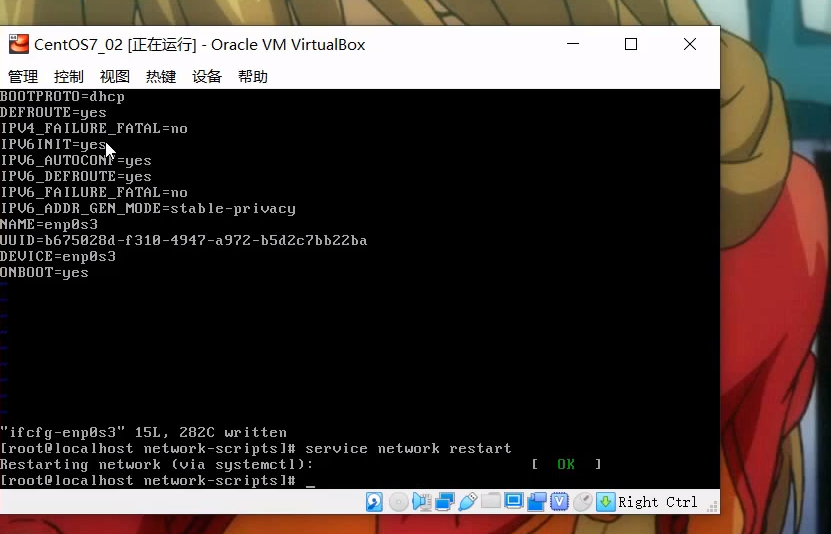 CentOS7_02 [正在运行] - Oracle VM VirtualBox
管理 控制 视图 热键 设备 帮助
BOOTPROTO=dhcp
DEFROUTE=yes
IPV4_FAILURE_FATAL=no
IPV6INIT=yes
IPV6_AUTOCONF=yes
IPV6_DEFROUTE=yes
IPV6_FAILURE_FATAL=no
IPV6_ADDR_GEN_MODE=stable-privacy
NAME=enp0s3
UUID=b675028d-f310-4947-a972-b5d2c7bb22ba
DEVICE=enp0s3
ONBOOT=yes
"ifcfg-enp0s3" 15L, 282C written
[root@localhost network-scripts]# service network restart
Restarting network (via systemctl): [ OK ]
[root@localhost network-scripts]# _
Right Ctrl